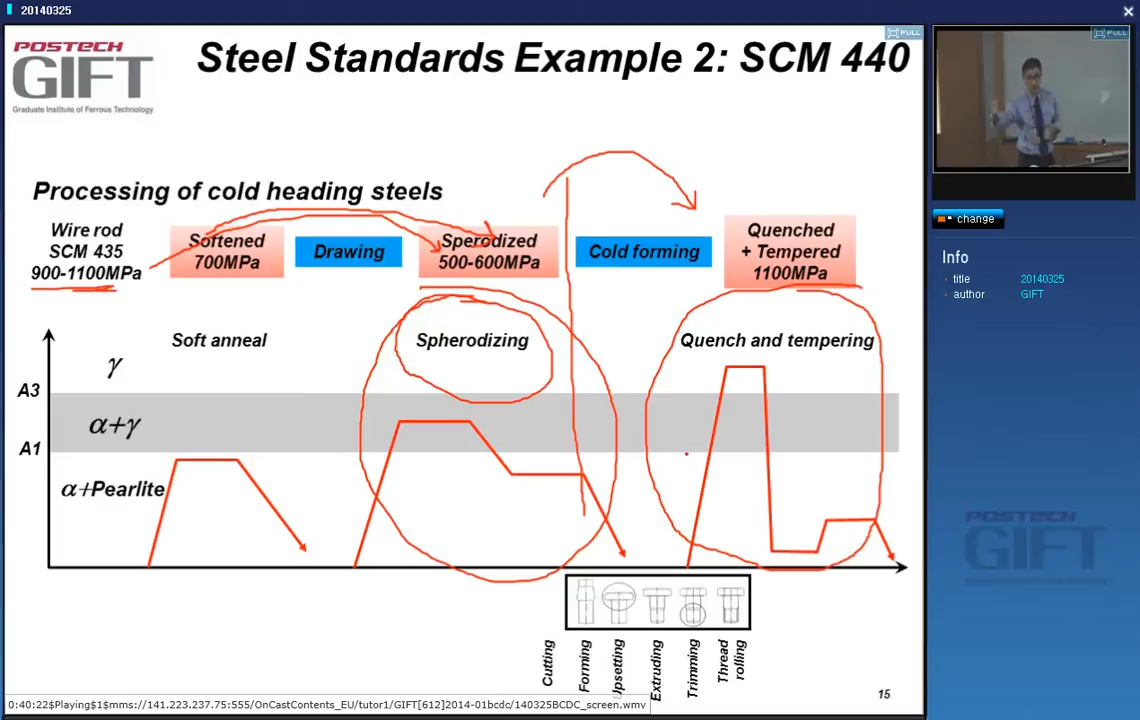 20140325
POSTECH
GIFT
Graduate Institute of Ferrous Technology
Steel Standards Example 2: SCM 440
FULL
FULL
Processing of cold heading steels
Wire rod
SCM 435
900-1100MPa
Softened
700MPa
Drawing
Sperodized
500-600MPa
Cold forming
Quenched
+ Tempered
1100MPa
Soft anneal
Spherodizing
Quench and tempering
γ
A3
α+γ
A1
α+Pearlite
Cutting
Forming
Upsetting
Extruding
Trimming
Thread
rolling
15
0:40:22$Playing$1$mms://141.223.237.75:555/OnCastContents_EU/tutor1/GIFT[612]2014-01bcdc/140325BCDC_screen.wmv
change
Info
title 20140325
author GIFT
POSTECH
GIFT